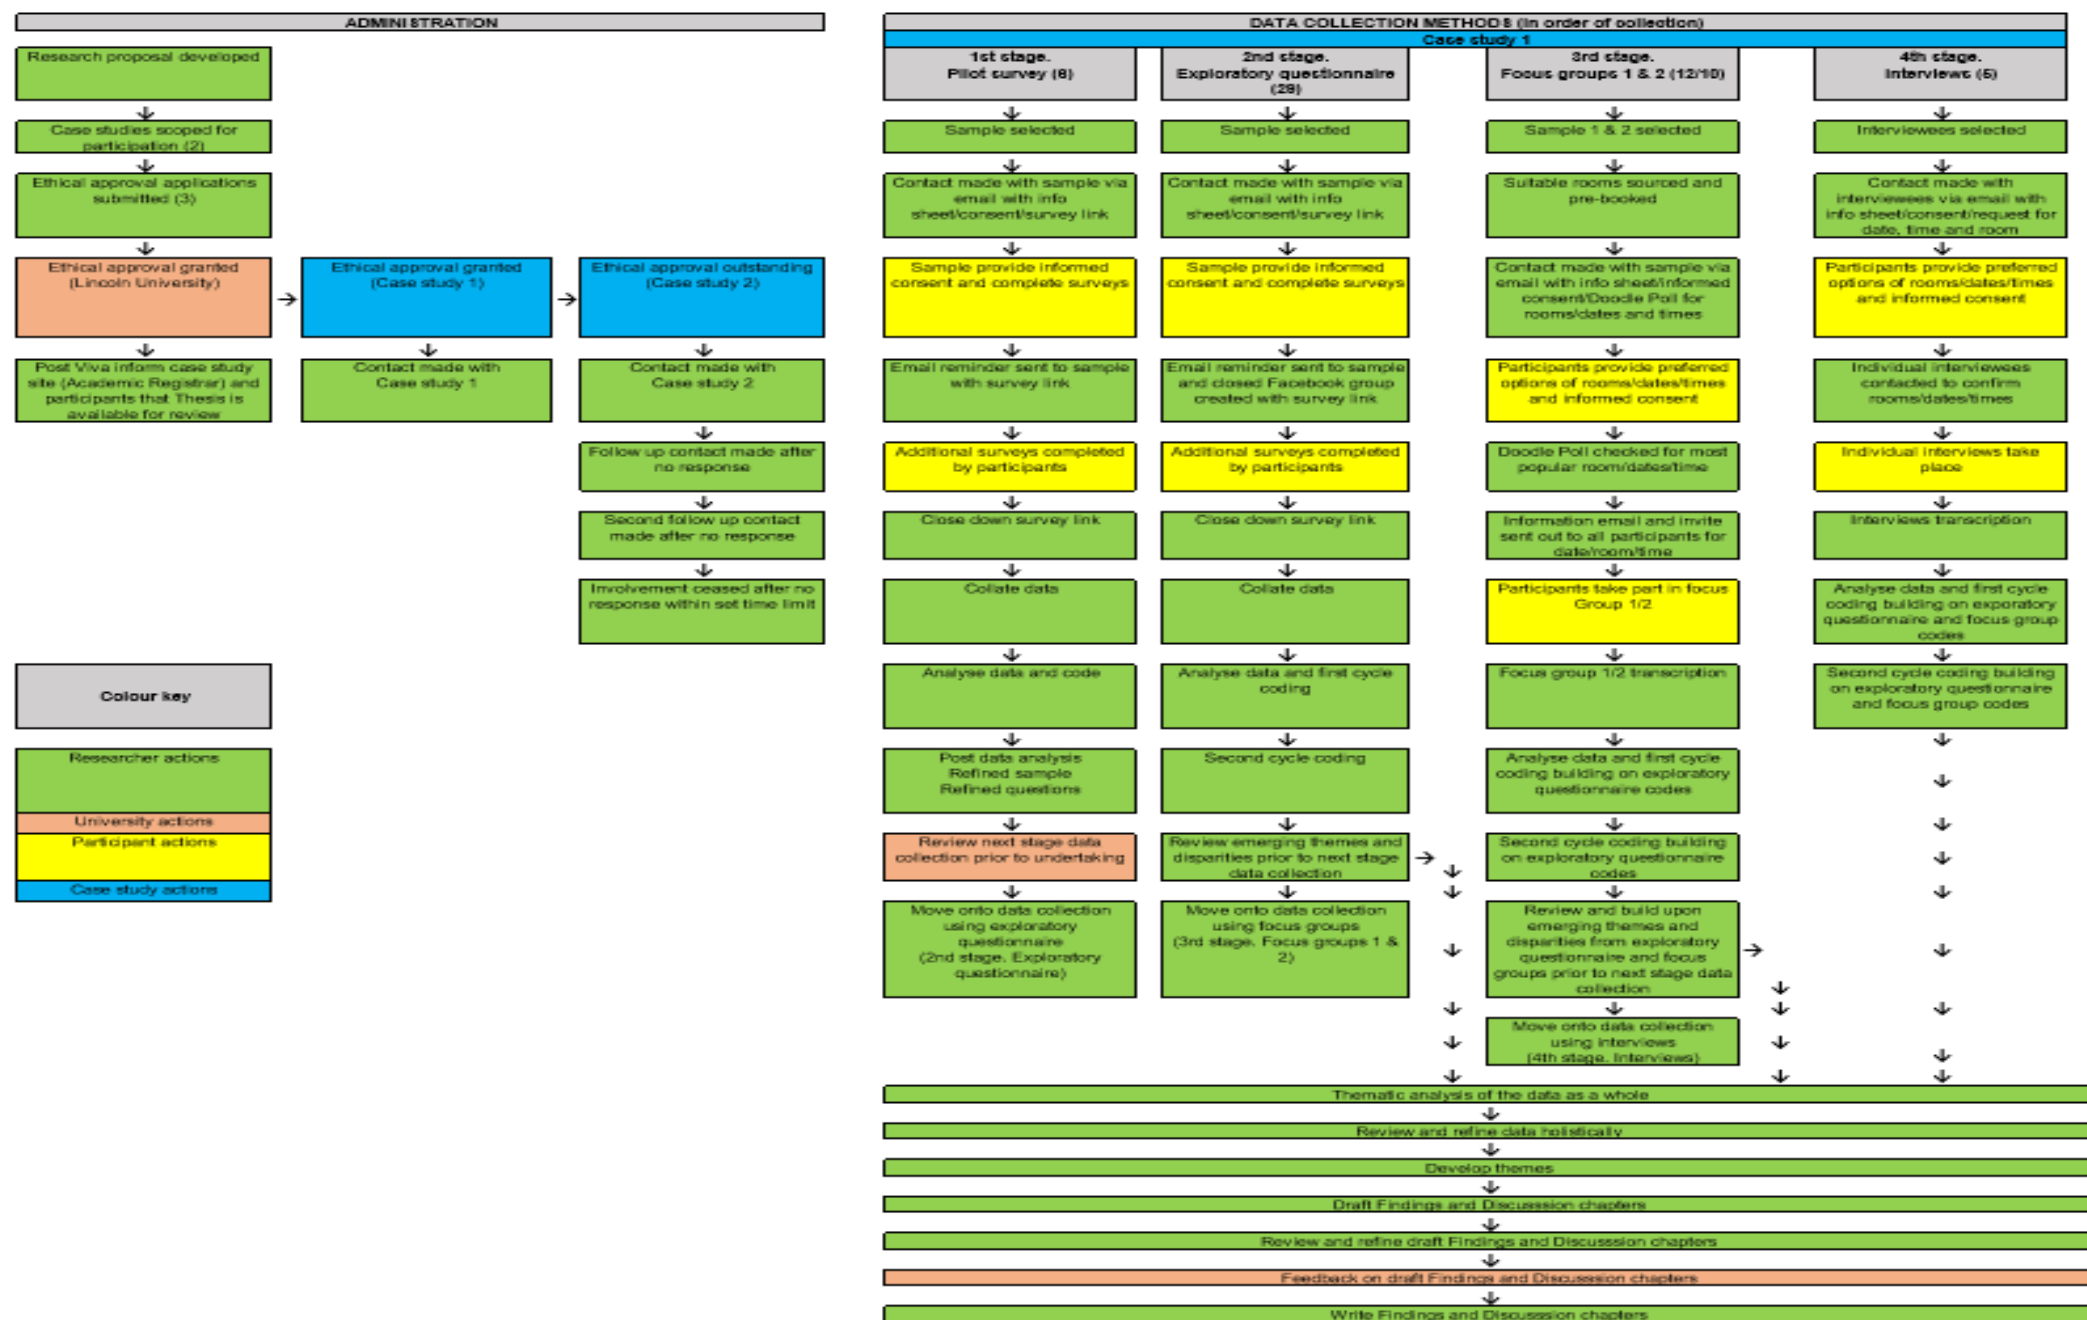 ADMINISTRATION
Research proposal developed
Case studies scoped for
participation (2)
Ethical approval applications
submitted (3)
Ethical approval granted
(Lincoln University)
Ethical approval granted
(Case study 1)
Ethical approval outstanding
(Case study 2)
Post Viva inform case study
site (Academic Registrar) and
participants that Thesis is
available for review
Contact made with
Case study 1
Contact made with
Case study 2
Follow up contact made after
no response
Second follow up contact
made after no response
Involvement ceased after no
response within set time limit
Colour key
Researcher actions
University actions
Participant actions
Case study actions
DATA COLLECTION METHODS (in order of collection)
Case study 1
1st stage.
Pilot survey (6)
Sample selected
Contact made with sample via
email with info
sheet/consent/survey link
Sample provide informed
consent and complete surveys
Email reminder sent to sample
with survey link
Additional surveys completed
by participants
Close down survey link
Collate data
Analyse data and code
Post data analysis
Refined sample
Refined questions
Review next stage data
collection prior to undertaking
Move onto data collection
using exploratory
questionnaire
(2nd stage. Exploratory
questionnaire)
2nd stage.
Exploratory questionnaire
(29)
Sample selected
Contact made with sample via
email with info
sheet/consent/survey link
Sample provide informed
consent and complete surveys
Email reminder sent to sample
and closed Facebook group
created with survey link
Additional surveys completed
by participants
Close down survey link
Collate data
Analyse data and first cycle
coding
Second cycle-coding
Review emerging themes and
disparities prior to next stage
data collection
Move onto data collection
using focus groups
(3rd stage. Focus groups 1 &
2)
3rd stage.
Focus groups 1 & 2 (12/10)
Sample 1 & 2 selected
Suitable rooms sourced and
pre-booked
Contact made with sample via
email with info sheet/informed
consent/Doodle Poll for
rooms/dates and times
Participants provide preferred
options of rooms/dates/times
and informed consent
Doodle Poll checked for most
popular room/dates/time
Information email and invite
sent out to all participants for
date/room/time
Participants take part in focus
Group 1/2
Focus group 1/2 transcription
Analyse data and first cycle
coding building on exploratory
questionnaire codes
Second cycle coding building
on exploratory questionnaire
codes
Review and build upon
emerging themes and
disparities from exploratory
questionnaire and focus
groups prior to next stage data
collection
Move onto data collection
using interviews
(4th stage. Interviews)
4th stage.
Interviews (5)
Interviewees selected
Contact made with
interviewees via email with
info sheet/consent/request for
date, time and room
Participants provide preferred
options of rooms/dates/times
and informed consent
Individual interviewees
contacted to confirm
rooms/dates/times
Individual interviews take
place
Interviews transcription
Analyse data and first cycle
coding building on exporatory
questionnaire and focus group
codes
Second cycle coding building
on exploratory questionnaire
and focus group codes
Thematic analysis of the data as a whole
Review and refine data holistically
Develop themes
Draft Findings and Discusssion chapters
Review and refine draft Findings and Discusssion chapters
Feedback on draft Findings and Discusssion chapters
Write Findings and Discusssion chapters